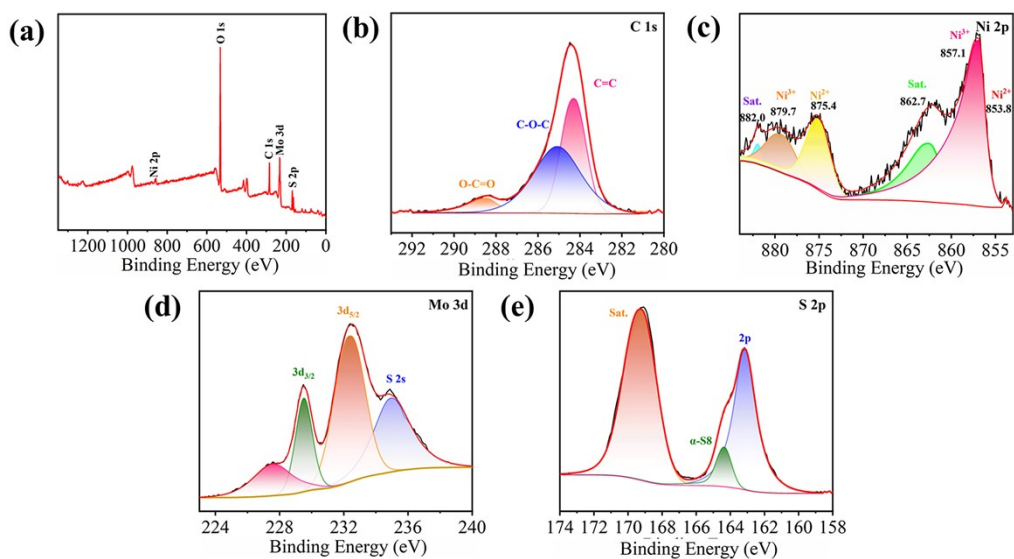 (a)
O 1s
Ni 2p
C 1s
Mo 3d
S 2p
1200 1000 800 600 400 200 0
Binding Energy (eV)
(b)
C 1s
C=C
C-O-C
O-C=O
292 290 288 286 284 282 280
Binding Energy (eV)
(c)
Ni 2p
Ni³⁺
857.1
Ni²⁺
853.8
Sat.
862.7
Ni²⁺
875.4
Ni³⁺
879.7
Sat.
882.0
880 875 867 863 857 853
Binding Energy (eV)
(d)
Mo 3d
3d5/2
3d3/2
S 2s
224 228 232 236 240
Binding Energy (eV)
(e)
S 2p
Sat.
2p
α-S8
174 172 170 168 166 164 162 160 158
Binding Energy (eV)